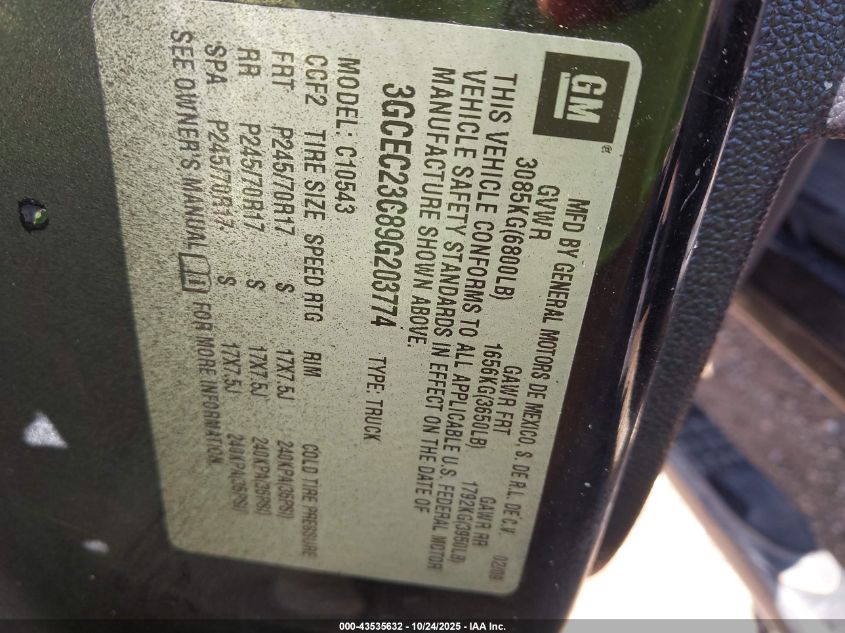 GM
MFD BY GENERAL MOTORS DE MEXICO, S. DE R.L. DE C.V. 02/09
GVWR GAWR FRT GAWR RR
3085KG(6800LB) 1656KG(3650LB) 1792KG(3950LB)
THIS VEHICLE CONFORMS TO ALL APPLICABLE U.S. FEDERAL MOTOR
VEHICLE SAFETY STANDARDS IN EFFECT ON THE DATE OF
MANUFACTURE SHOWN ABOVE.
3GCEC23C89G203774 TYPE: TRUCK
MODEL: C10543
CCF2 TIRE SIZE SPEED RTG RIM COLD TIRE PRESSURE
FRT P245/70R17 S 17X7.5J 240KPA(35PSI)
RR P245/70R17 S 17X7.5J 240KPA(35PSI)
SPA P245/70R17 S 17X7.5J 240KPA(35PSI)
SEE OWNER'S MANUAL FOR MORE INFORMATION.
000-43535632 - 10/24/2025 - IAA Inc.